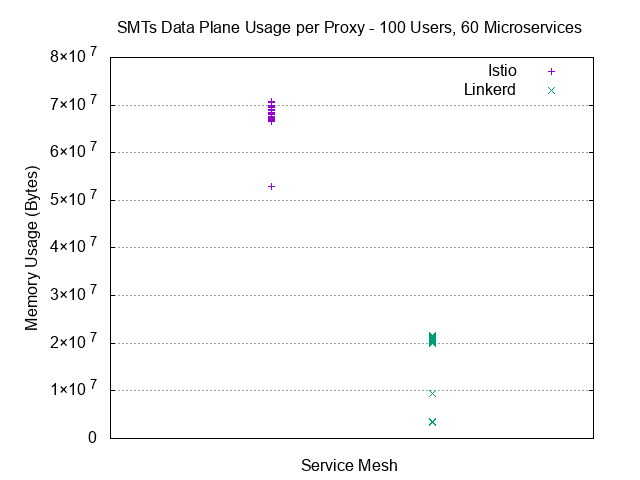 SMTs Data Plane Usage per Proxy - 100 Users, 60 Microservices
8×10^7
7×10^7
6×10^7
5×10^7
4×10^7
3×10^7
2×10^7
1×10^7
0
Memory Usage (Bytes)
Istio
Linkerd
Service Mesh